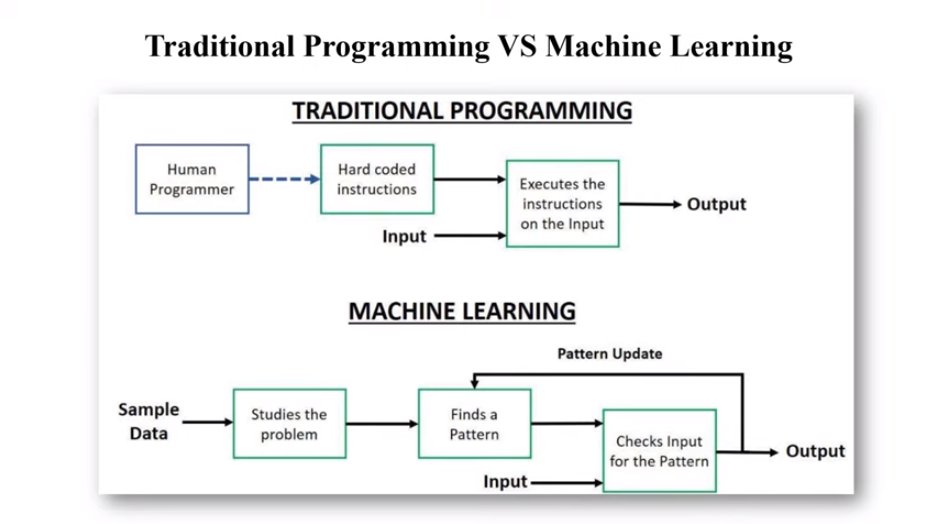 Traditional Programming VS Machine Learning
TRADITIONAL PROGRAMMING
Human
Programmer
Hard coded
instructions
Executes the
instructions
on the Input
Output
Input
MACHINE LEARNING
Pattern Update
Sample
Data
Studies the
problem
Finds a
Pattern
Checks Input
for the Pattern
Output
Input